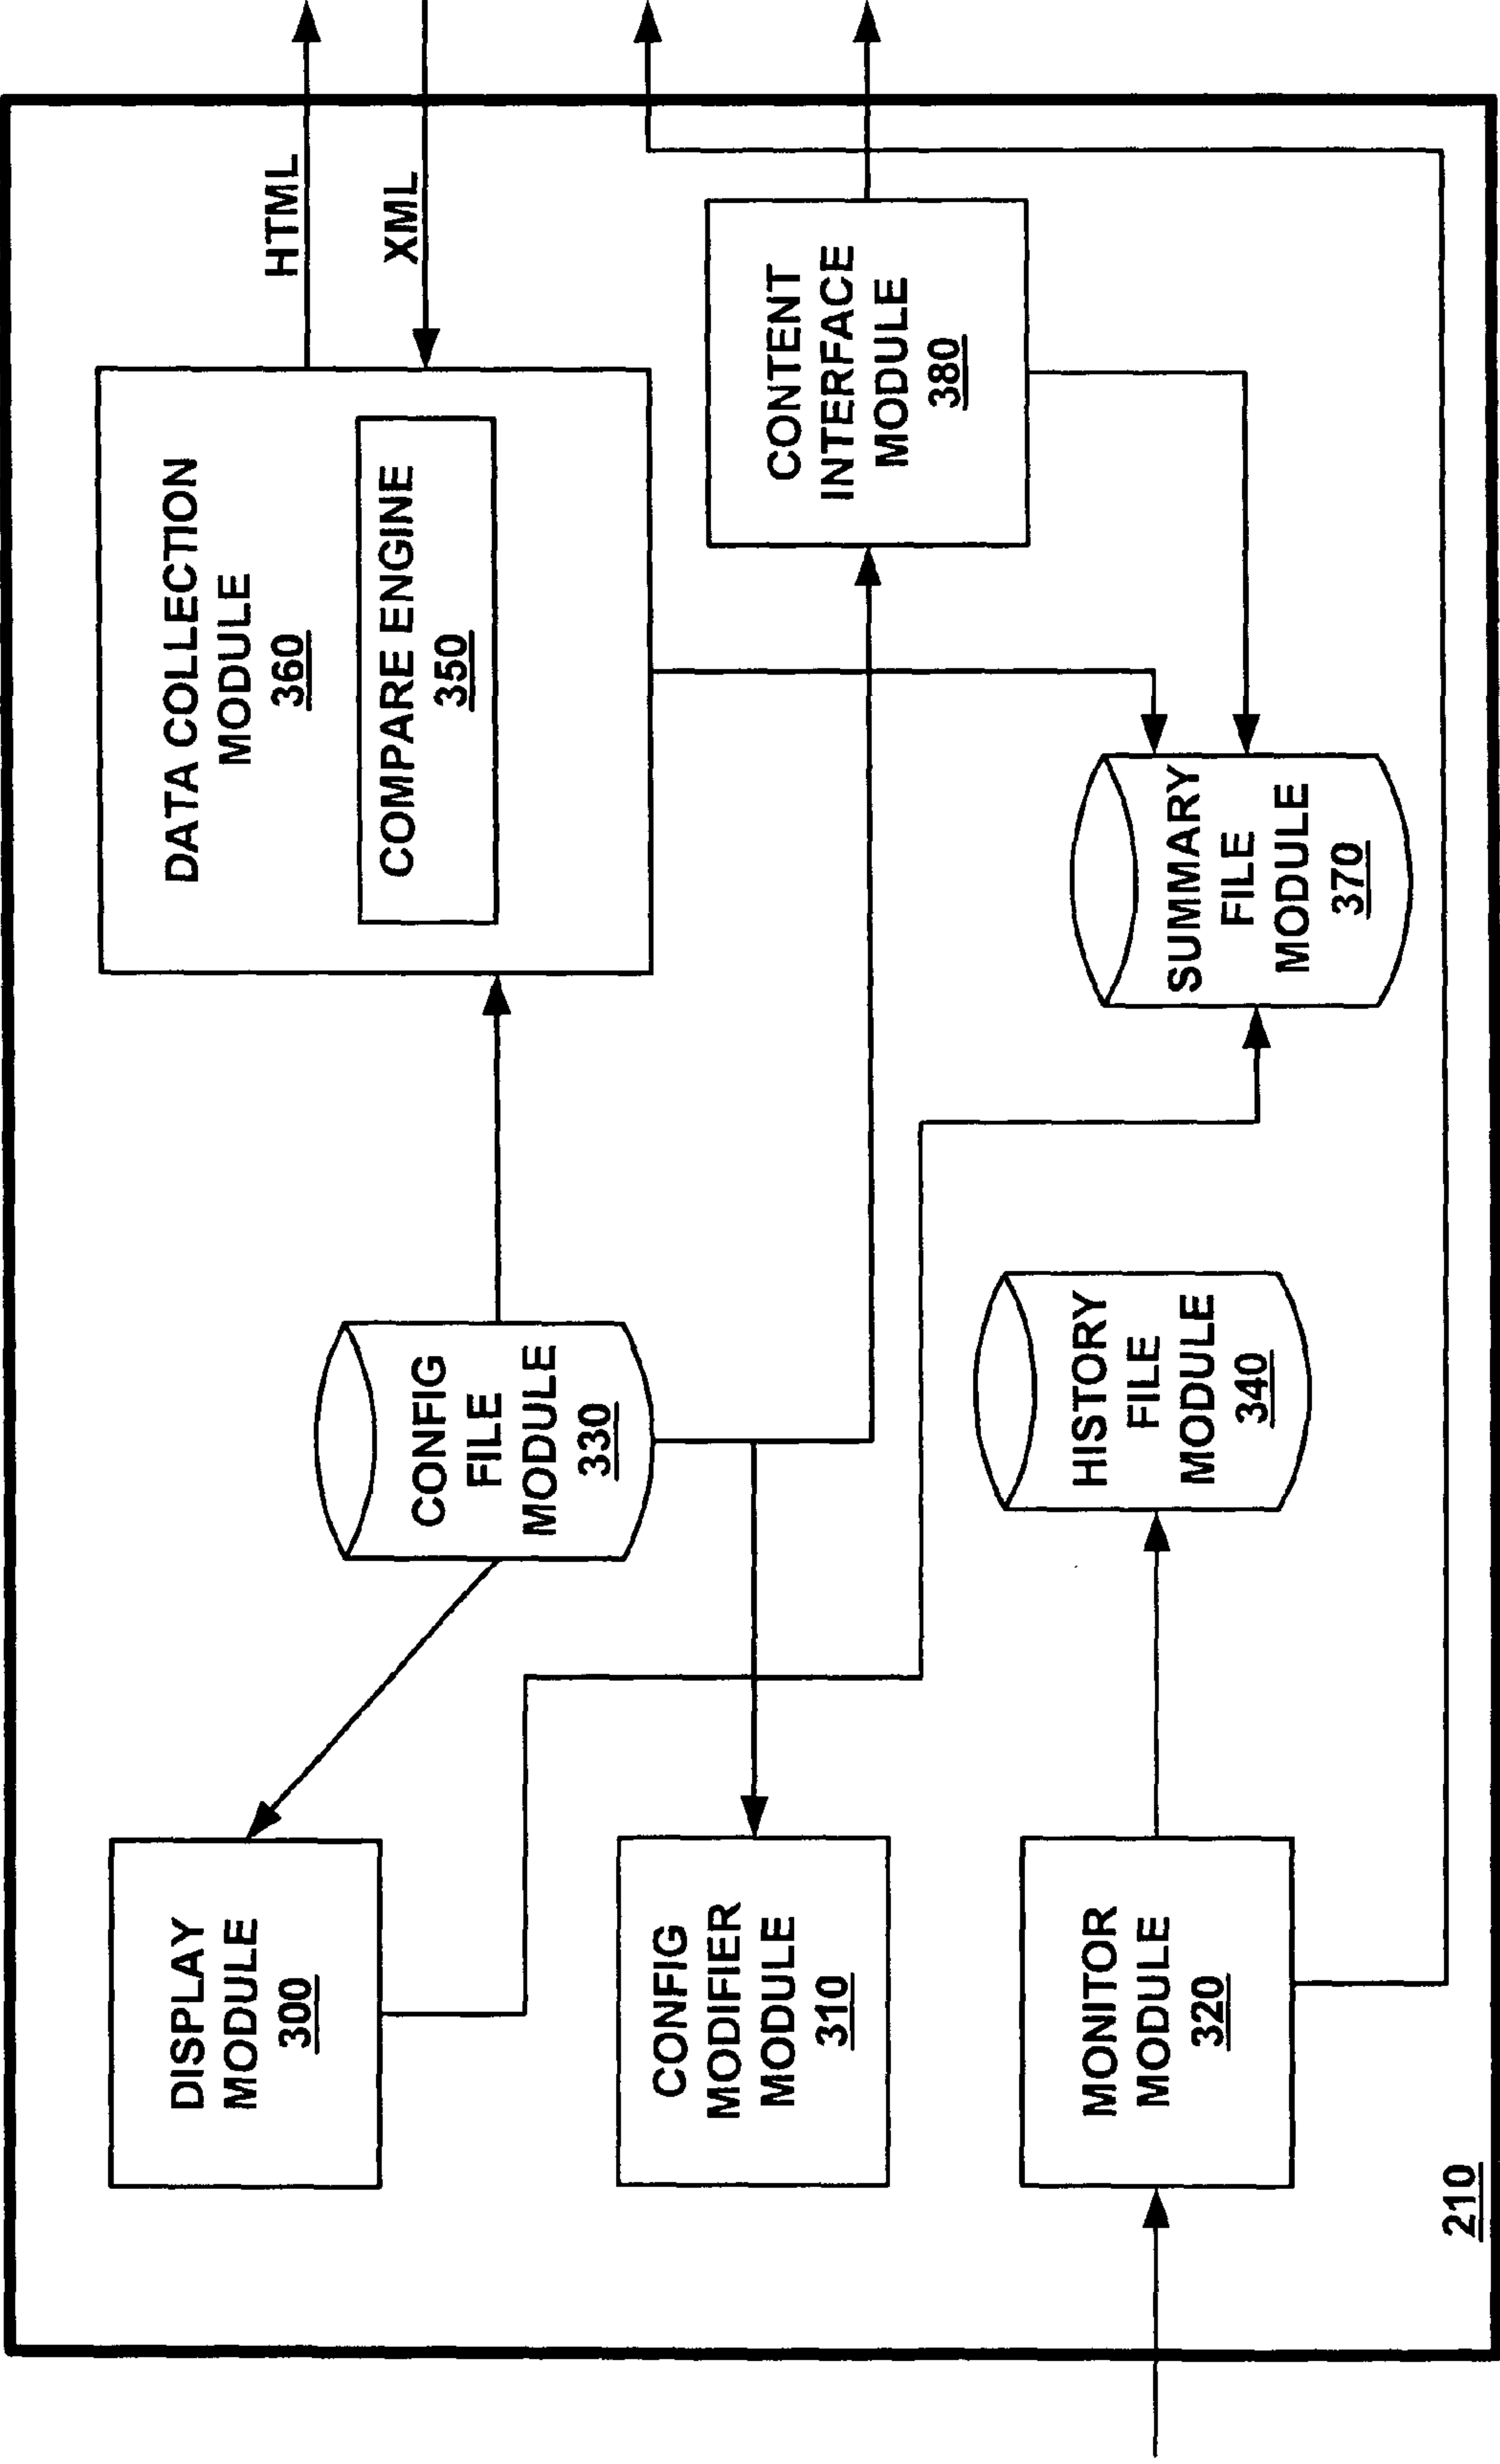 DISPLAY
MODULE
300
CONFIG
MODIFIER
MODULE
310
MONITOR
MODULE
320
CONFIG
FILE
MODULE
330
HISTORY
FILE
MODULE
340
DATA COLLECTION
MODULE
360
COMPARE ENGINE
350
SUMMARY
FILE
MODULE
370
CONTENT
INTERFACE
MODULE
380
HTML
XML
210